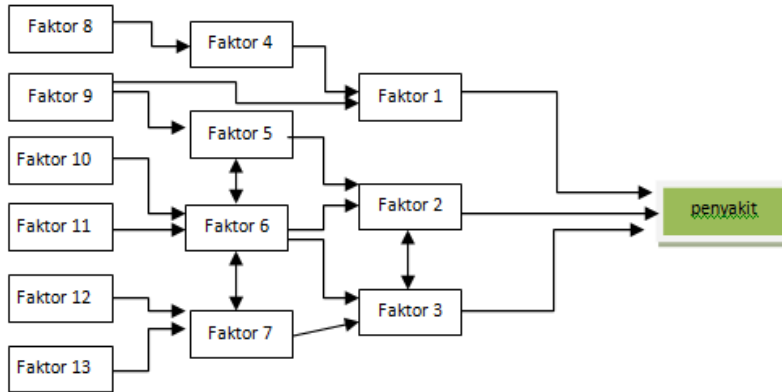 Faktor 8
Faktor 4
Faktor 9
Faktor 1
Faktor 5
Faktor 10
Faktor 2
penyakit
Faktor 11
Faktor 6
Faktor 12
Faktor 3
Faktor 7
Faktor 13